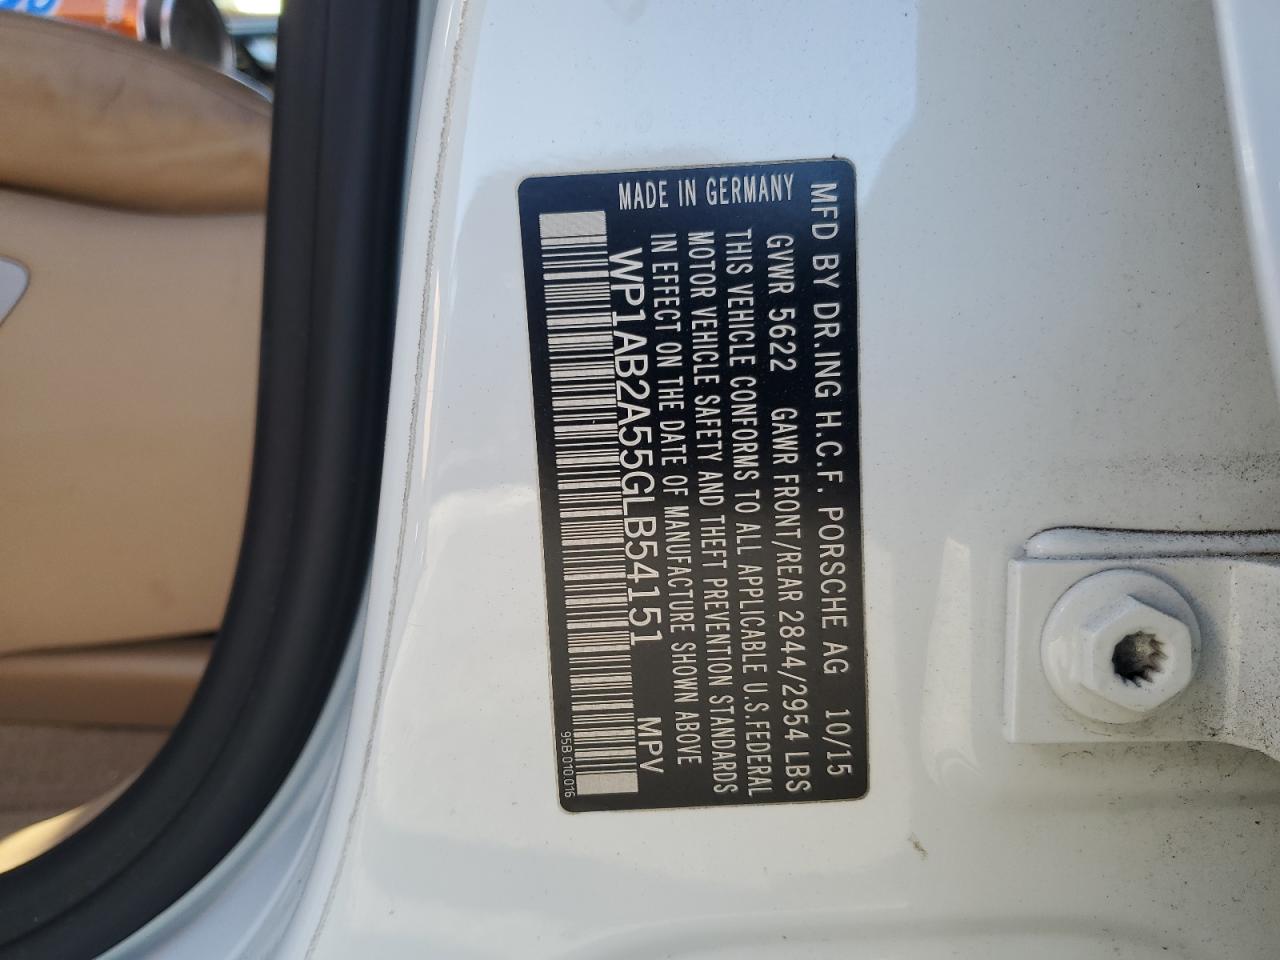 MFD BY DR.ING H.C.F. PORSCHE AG 10/15
GVWR 5622 GAWR FRONT/REAR 2844/2954 LBS
THIS VEHICLE CONFORMS TO ALL APPLICABLE U.S.FEDERAL
MOTOR VEHICLE SAFETY AND THEFT PREVENTION STANDARDS
IN EFFECT ON THE DATE OF MANUFACTURE SHOWN ABOVE
MADE IN GERMANY
WP1AB2A55GLB54151 MPV
95B.010.016